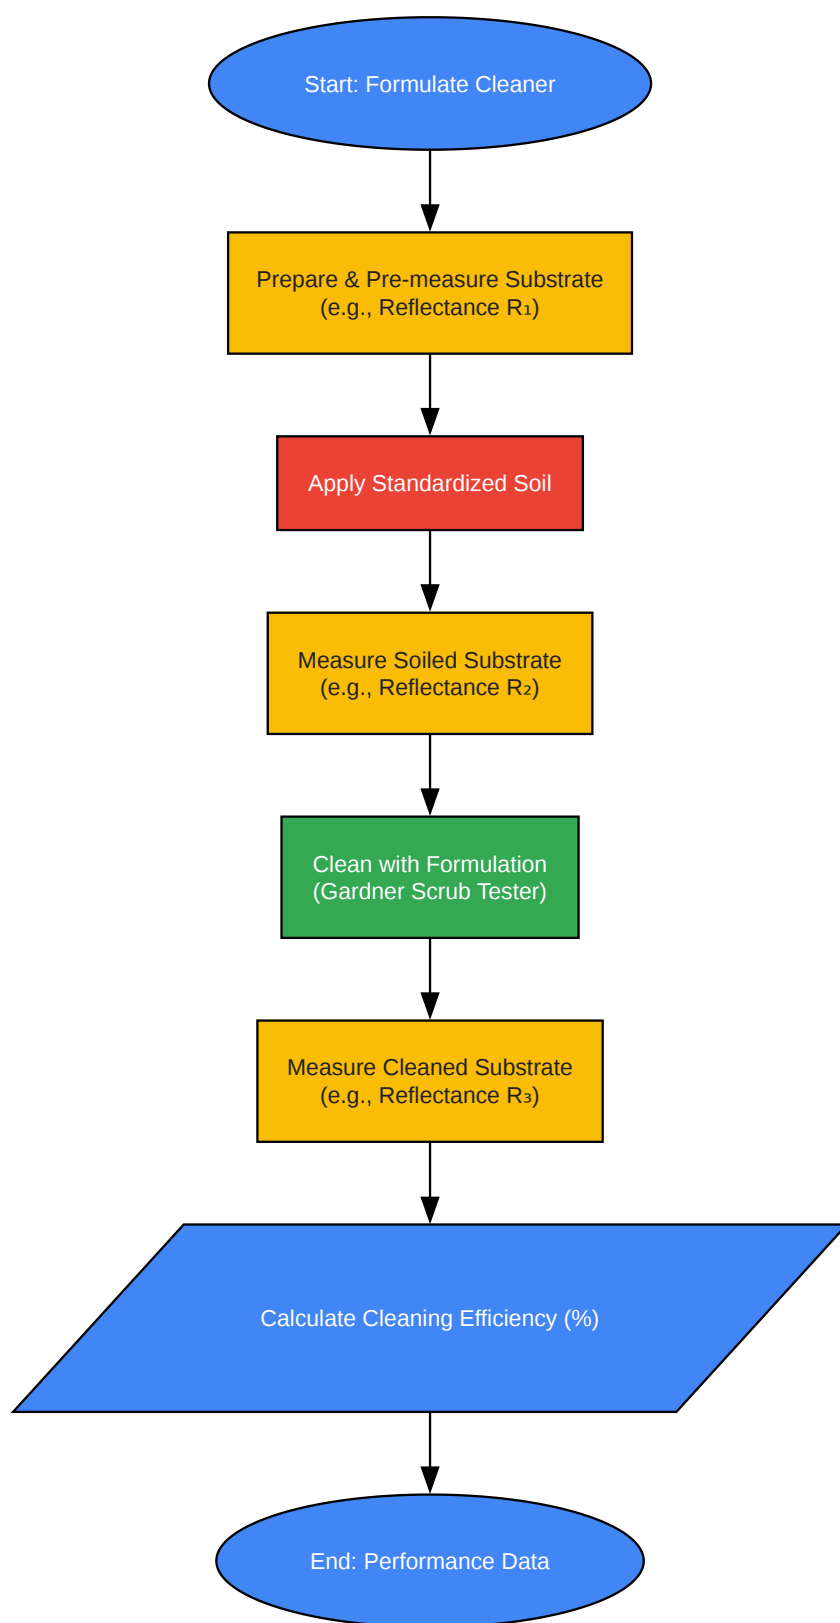 Start: Formulate Cleaner
Prepare & Pre-measure Substrate
(e.g., Reflectance R₁)
Apply Standardized Soil
Measure Soiled Substrate
(e.g., Reflectance R₂)
Clean with Formulation
(Gardner Scrub Tester)
Measure Cleaned Substrate
(e.g., Reflectance R₃)
Calculate Cleaning Efficiency (%)
End: Performance Data